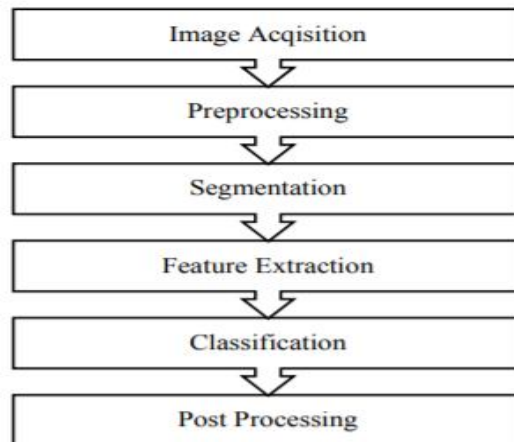 Image Acqisition
Preprocessing
Segmentation
Feature Extraction
Classification
Post Processing